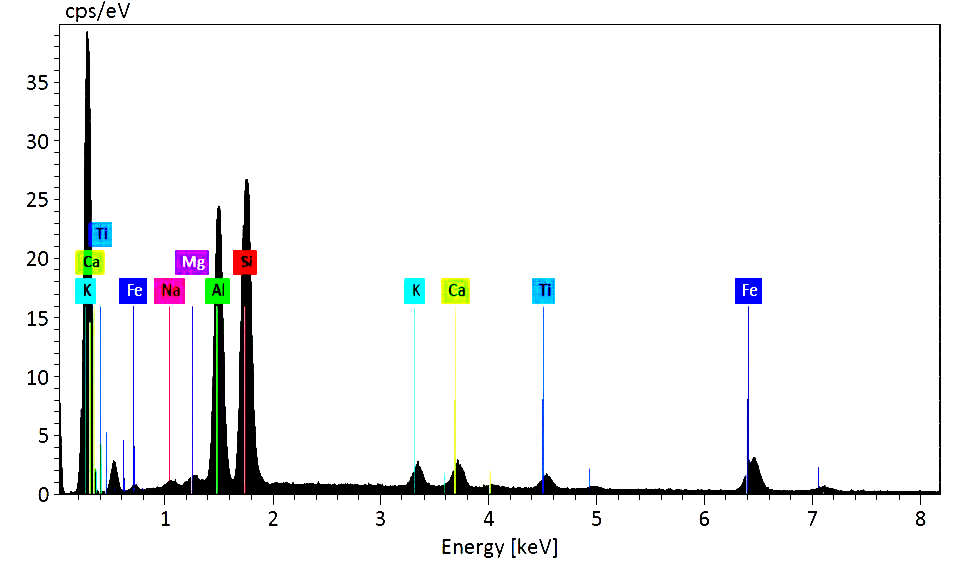 cps/eV
35
30
25
20
15
10
5
0
Ti
Ca
Mg
Si
K
Fe
Na
Al
K
Ca
Ti
Fe
1 2 3 4 5 6 7 8
Energy [keV]